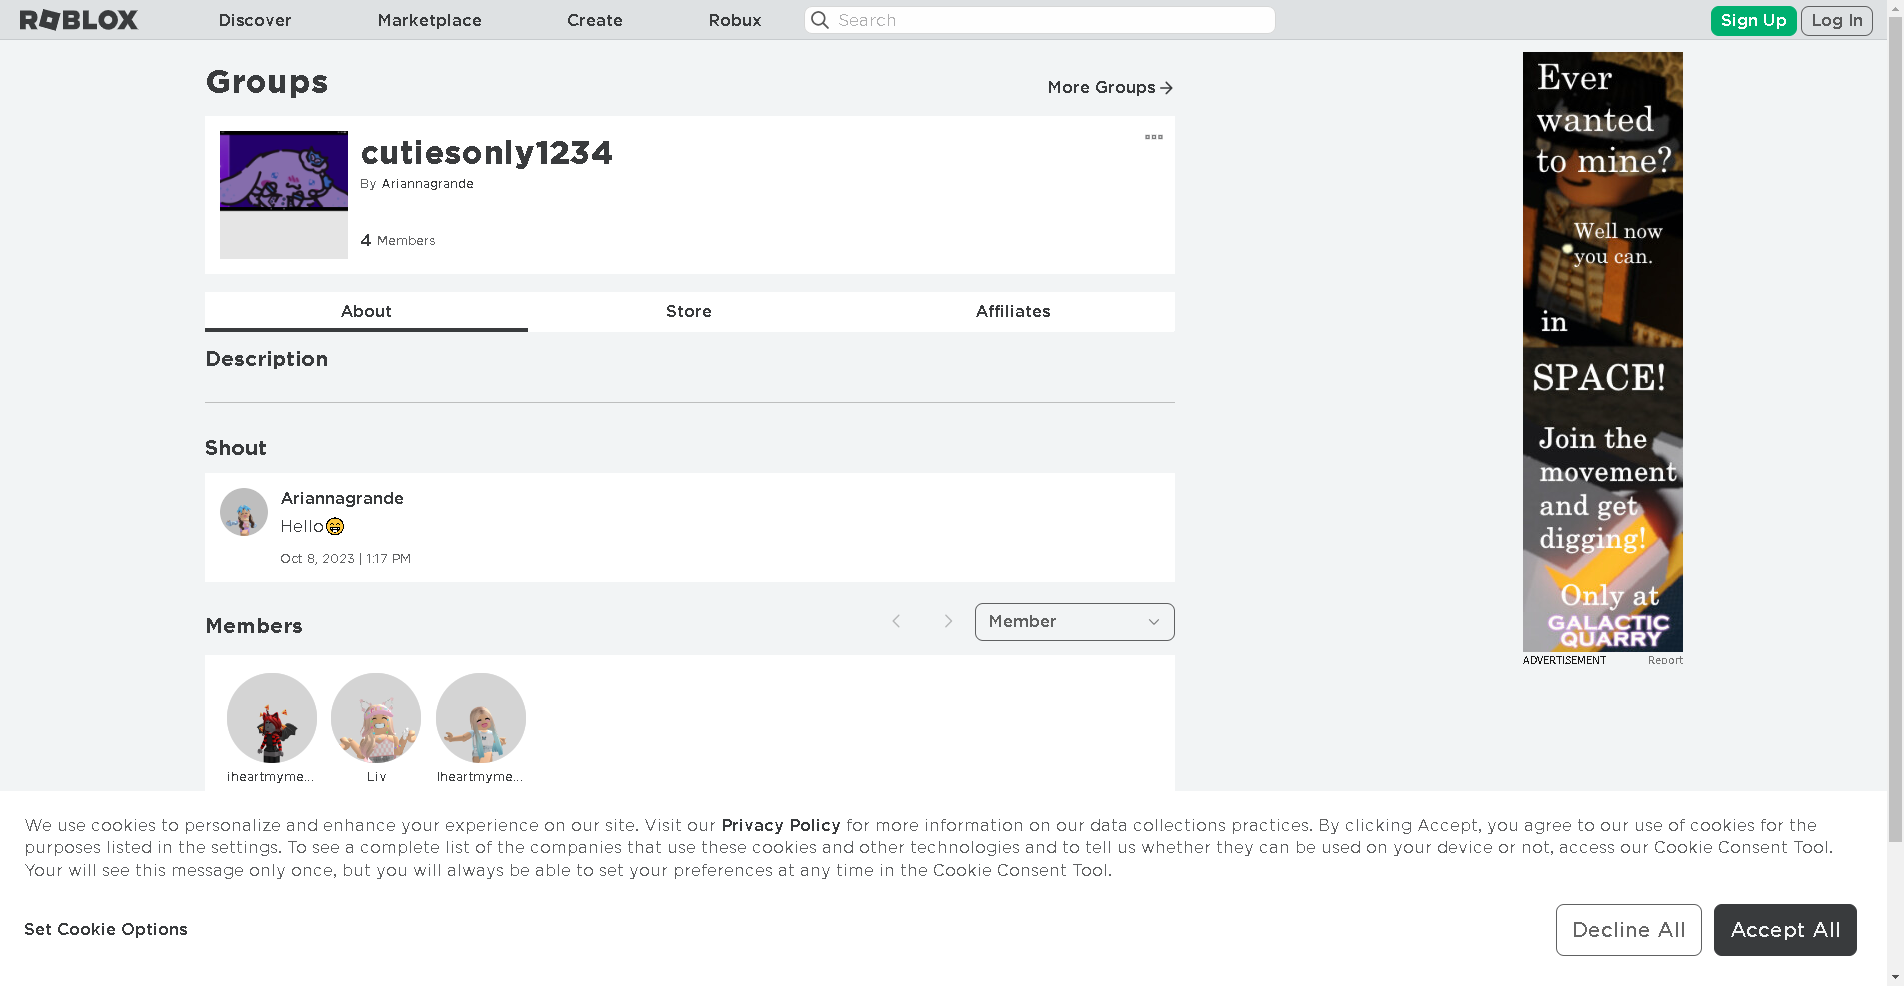 ROBLOX
Discover
Marketplace
Create
Robux
Search
Sign Up
Log In
Groups
More Groups
cutiesonly1234
By Ariannagrande
4 Members
About
Store
Affiliates
Description
Shout
Ariannagrande
Hello😁
Oct 8, 2023 | 1:17 PM
Members
Member
iheartmyme...
Liv
Iheartmyme...
Ever
wanted
to mine?
Well now
you can.
in
SPACE!
Join the
movement
and get
digging!
Only at
GALACTIC
QUARRY
ADVERTISEMENT
Report
We use cookies to personalize and enhance your experience on our site. Visit our Privacy Policy for more information on our data collections practices. By clicking Accept, you agree to our use of cookies for the
purposes listed in the settings. To see a complete list of the companies that use these cookies and other technologies and to tell us whether they can be used on your device or not, access our Cookie Consent Tool.
Your will see this message only once, but you will always be able to set your preferences at any time in the Cookie Consent Tool.
Set Cookie Options
Decline All
Accept All